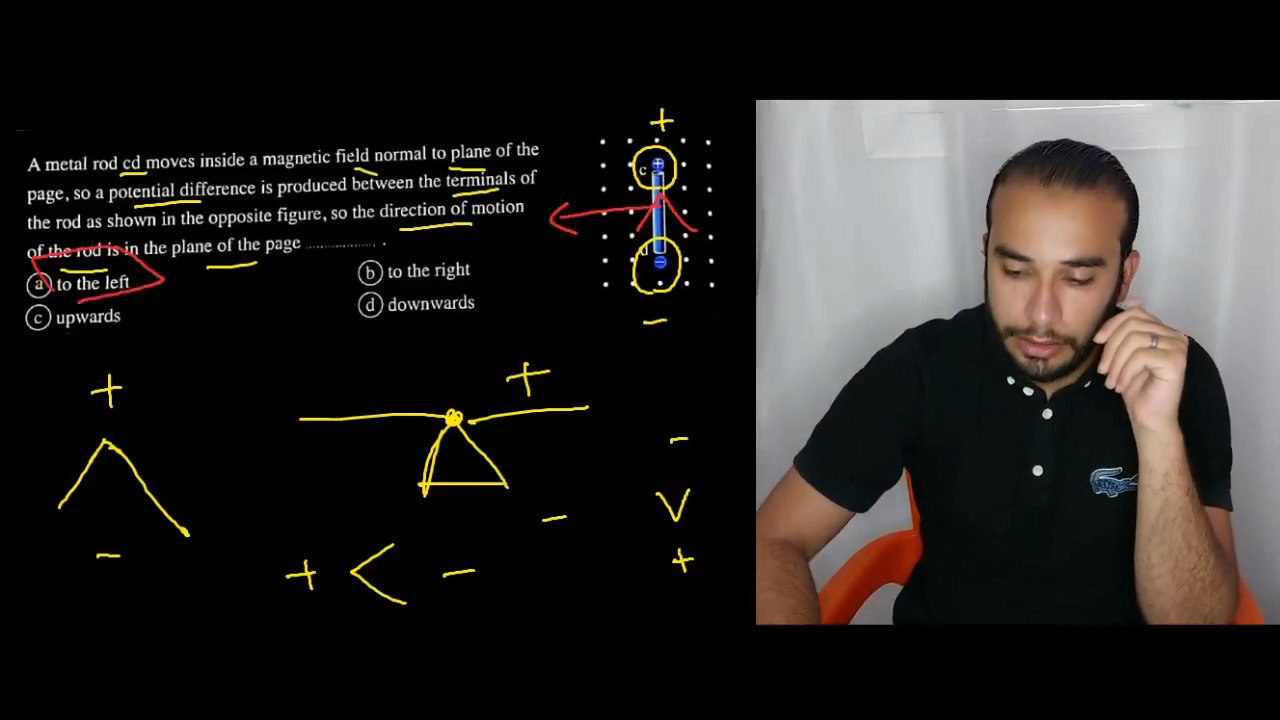 A metal rod cd moves inside a magnetic field normal to plane of the
page, so a potential difference is produced between the terminals of
the rod as shown in the opposite figure, so the direction of motion
of the rod is in the plane of the page .................... .
a to the left
b to the right
c upwards
d downwards
+
c +
d −
−
+
−
+
−
−
+ < −
V
+